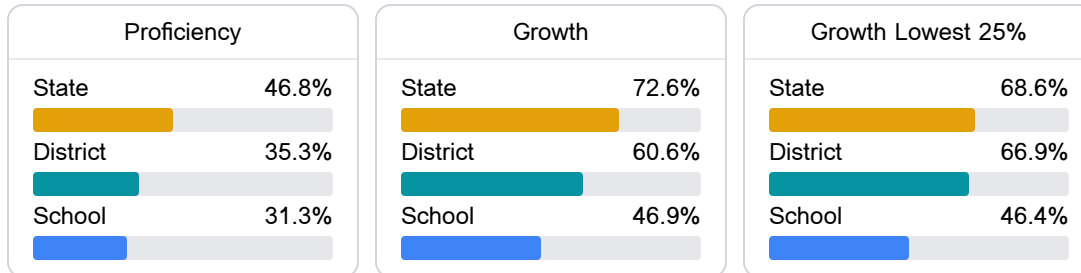 Proficiency
State 46.8%
District 35.3%
School 31.3%
Growth
State 72.6%
District 60.6%
School 46.9%
Growth Lowest 25%
State 68.6%
District 66.9%
School 46.4%